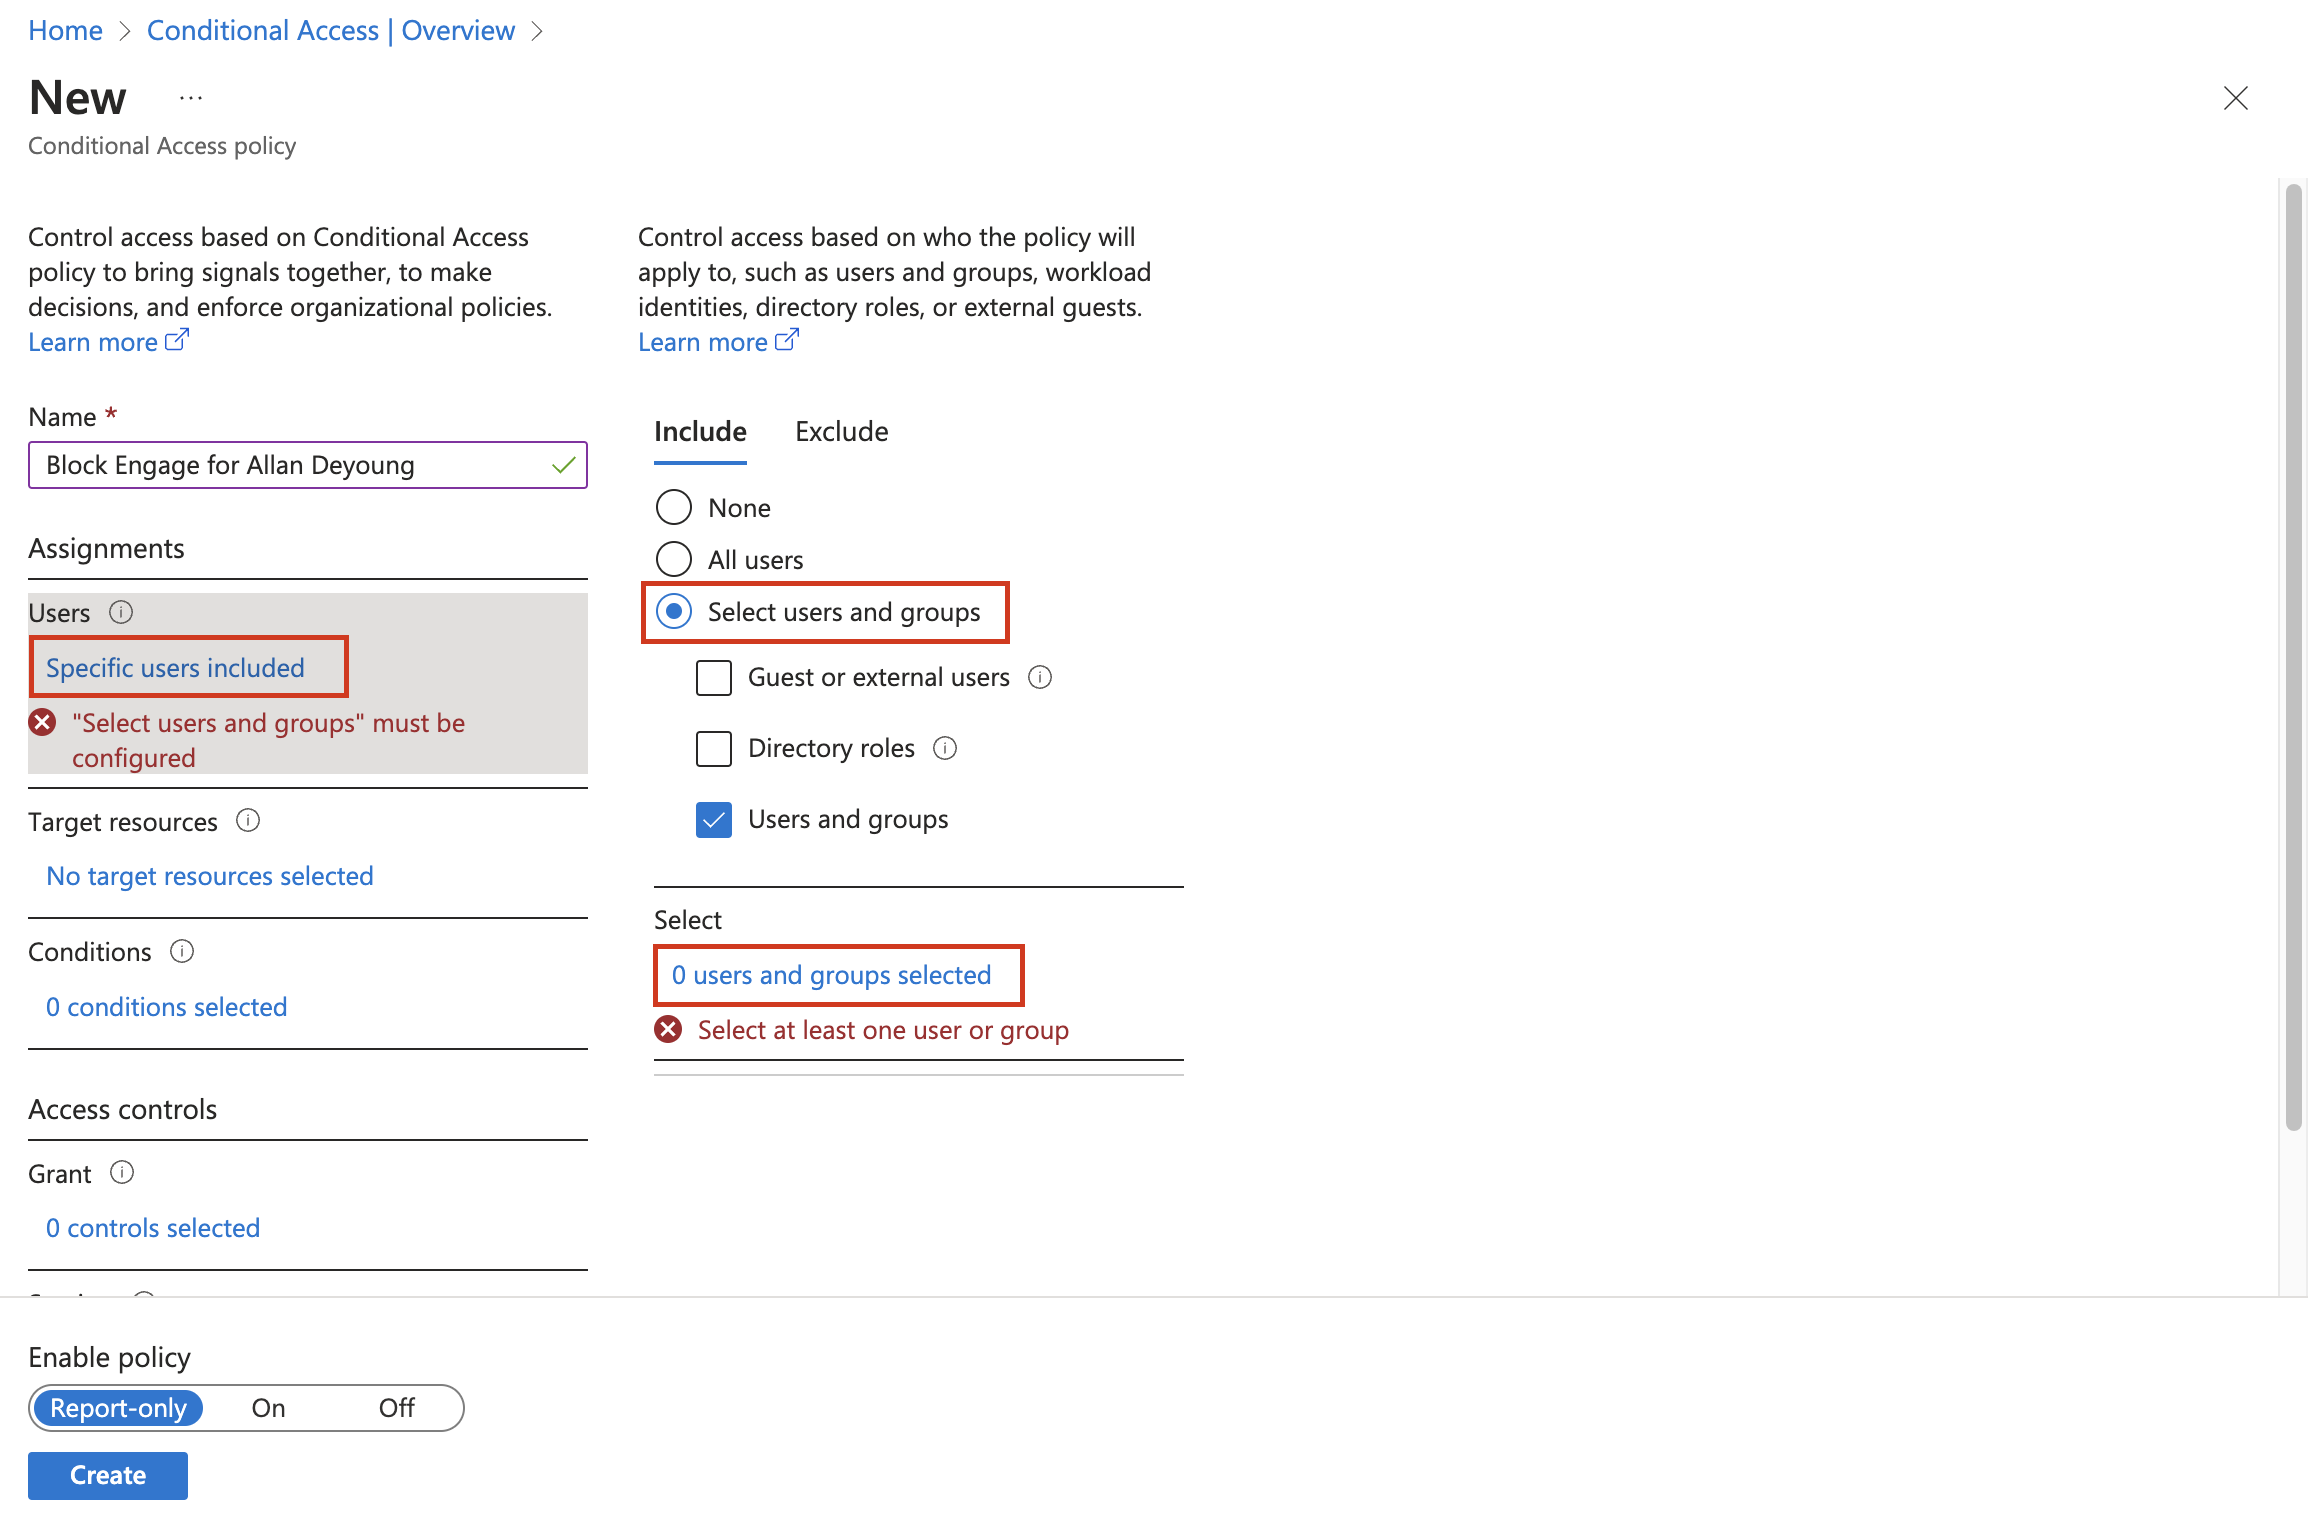 Home
Conditional Access | Overview
New
...
Conditional Access policy
Control access based on Conditional Access
policy to bring signals together, to make
decisions, and enforce organizational policies.
Learn more
Name *
Block Engage for Allan Deyoung
Assignments
Users
Specific users included
"Select users and groups" must be
configured
Target resources
No target resources selected
Conditions
0 conditions selected
Access controls
Grant
0 controls selected
Control access based on who the policy will
apply to, such as users and groups, workload
identities, directory roles, or external guests.
Learn more
Include
Exclude
None
All users
Select users and groups
Guest or external users
Directory roles
Users and groups
Select
0 users and groups selected
Select at least one user or group
Enable policy
Report-only
On
Off
Create